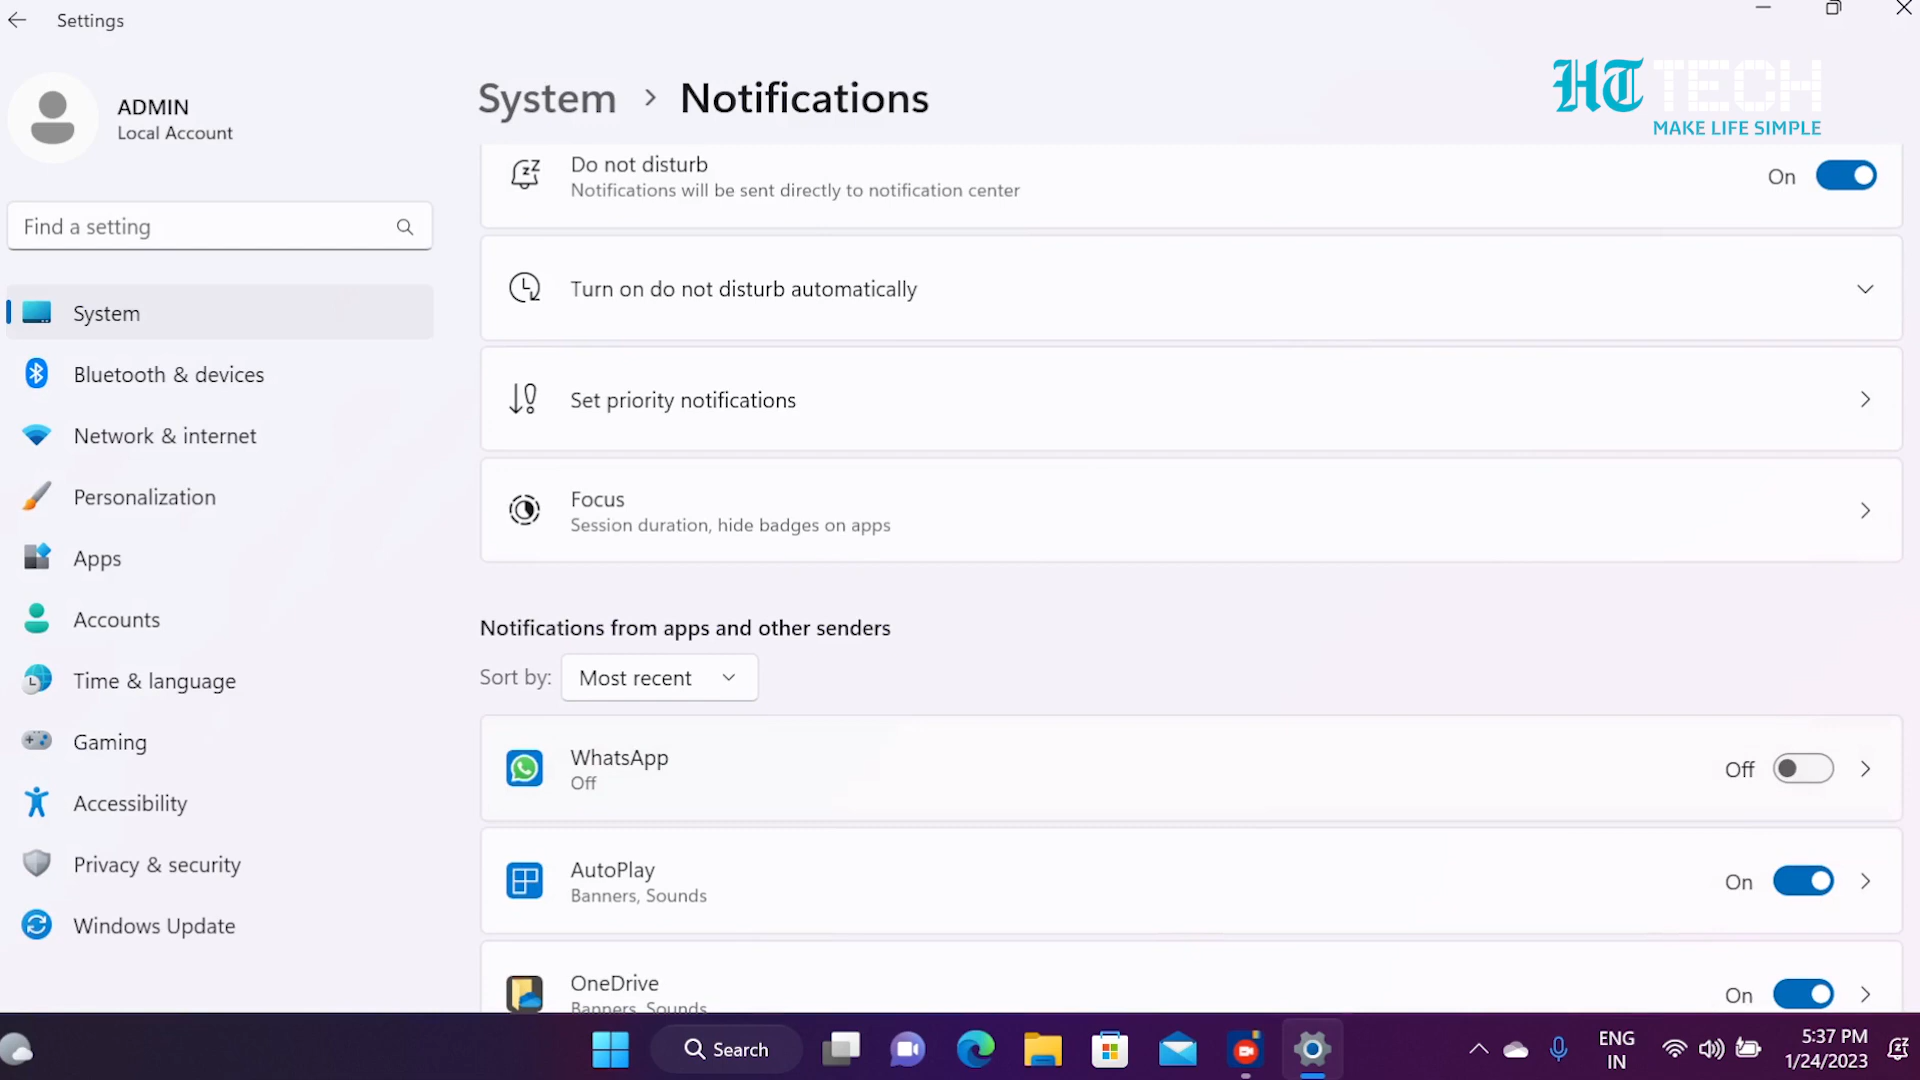 Settings
HT TECH
MAKE LIFE SIMPLE
ADMIN
Local Account
Find a setting
System
Bluetooth & devices
Network & internet
Personalization
Apps
Accounts
Time & language
Gaming
Accessibility
Privacy & security
Windows Update
System > Notifications
Do not disturb
Notifications will be sent directly to notification center
On
Turn on do not disturb automatically
Set priority notifications
Focus
Session duration, hide badges on apps
Notifications from apps and other senders
Sort by: Most recent
WhatsApp
Off
Off
AutoPlay
Banners, Sounds
On
OneDrive
Banners, Sounds
On
Search
ENG
IN
5:37 PM
1/24/2023